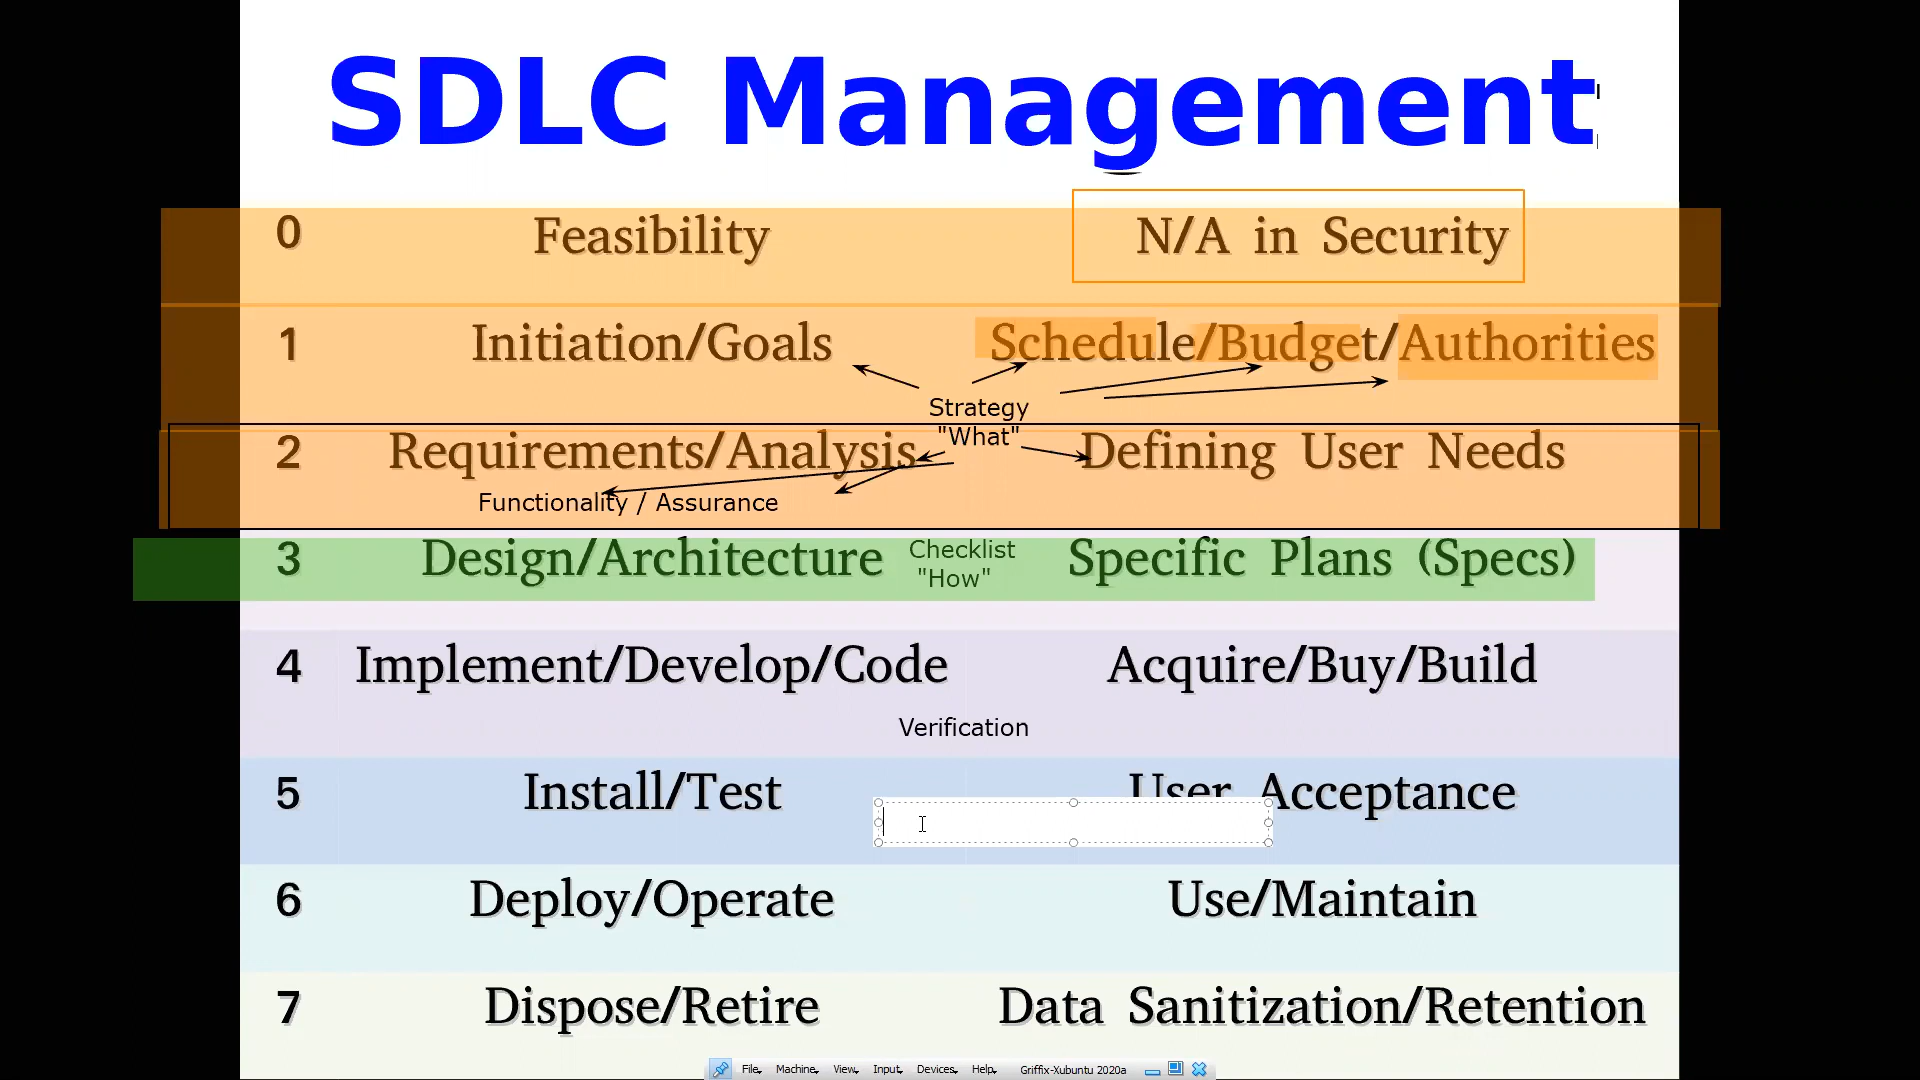 SDLC Management
0 Feasibility N/A in Security
1 Initiation/Goals Schedule/Budget/Authorities
Strategy
"What"
2 Requirements/Analysis Defining User Needs
Functionality / Assurance
3 Design/Architecture Checklist Specific Plans (Specs)
"How"
4 Implement/Develop/Code Acquire/Buy/Build
Verification
5 Install/Test User Acceptance
6 Deploy/Operate Use/Maintain
7 Dispose/Retire Data Sanitization/Retention
File Machine View Input Devices Help Griffix-Xubuntu 2020a